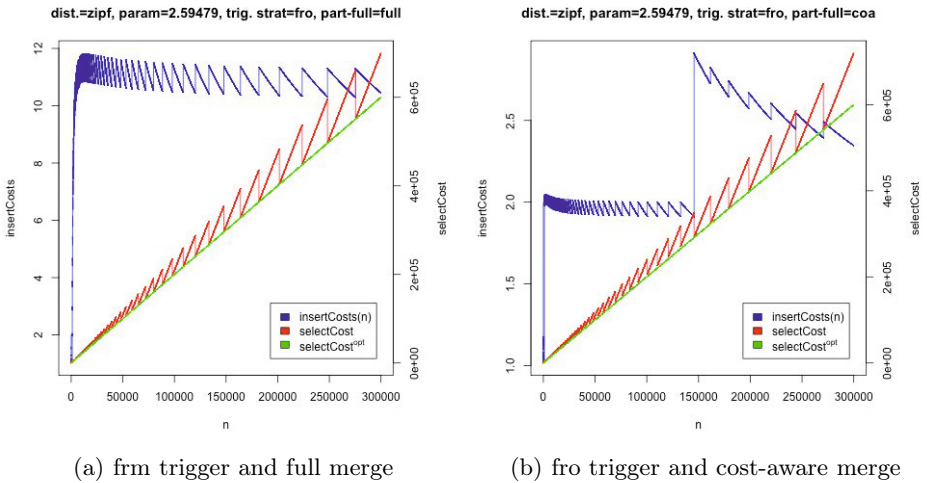 dist.=zipf, param=2.59479, trig. strat=fro, part-full=full
12
10
8
6
4
2
insertCosts
6e+05
4e+05
2e+05
0e+00
selectCost
insertCosts(n)
selectCost
selectCost^opt
0 50000 100000 150000 200000 250000 300000
n
(a) frm trigger and full merge
dist.=zipf, param=2.59479, trig. strat=fro, part-full=coa
2.5
2.0
1.5
1.0
insertCosts
6e+05
4e+05
2e+05
0e+00
selectCost
insertCosts(n)
selectCost
selectCost^opt
0 50000 100000 150000 200000 250000 300000
n
(b) fro trigger and cost-aware merge